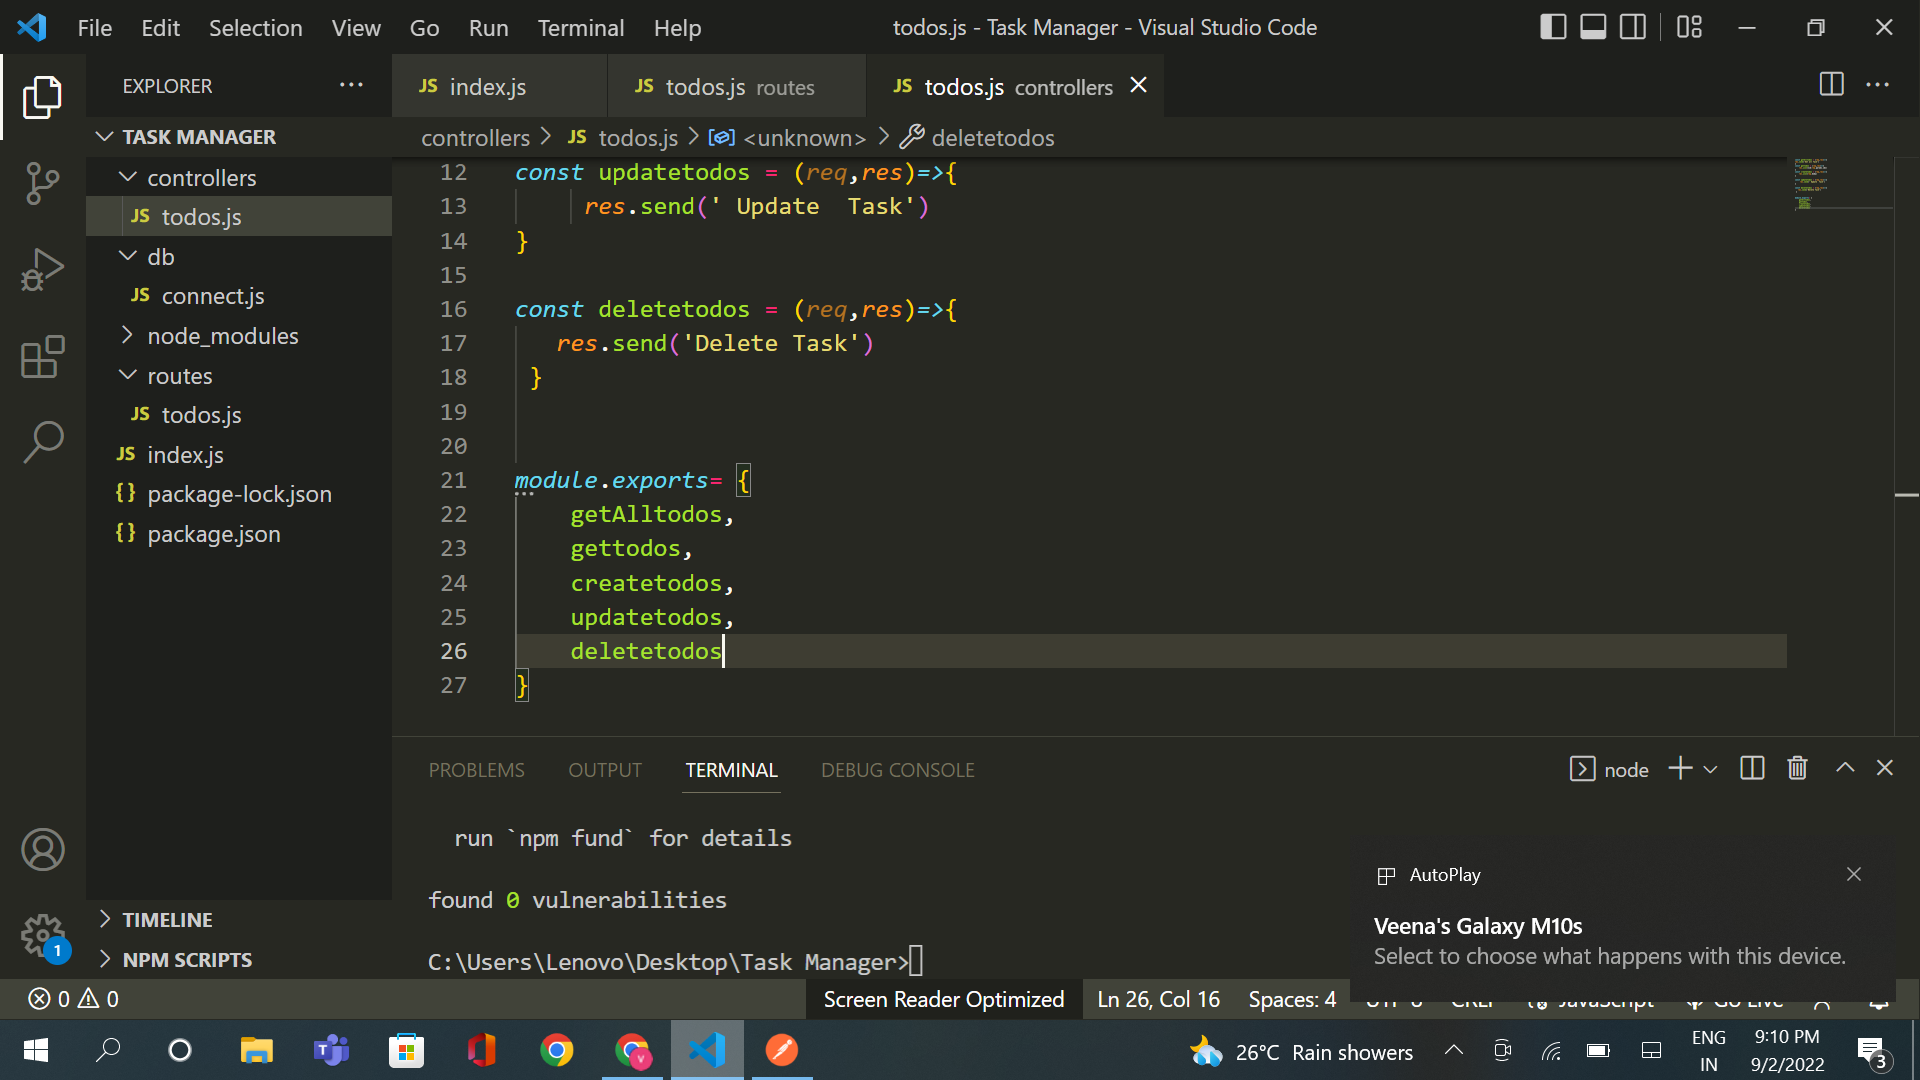 File Edit Selection View Go Run Terminal Help
todos.js - Task Manager - Visual Studio Code
EXPLORER
JS index.js
JS todos.js routes
JS todos.js controllers
TASK MANAGER
controllers
JS todos.js
db
JS connect.js
node_modules
routes
JS todos.js
JS index.js
{} package-lock.json
{} package.json
TIMELINE
NPM SCRIPTS
1
controllers > JS todos.js > <unknown> > deletetodos
12 const updatetodos = (req,res)=>{
13 res.send(' Update  Task')
14 }
15
16 const deletetodos = (req,res)=>{
17 res.send('Delete Task')
18 }
19
20
21 module.exports= {
22 getAlltodos,
23 gettodos,
24 createtodos,
25 updatetodos,
26 deletetodos
27 }
PROBLEMS OUTPUT TERMINAL DEBUG CONSOLE
node
run `npm fund` for details
found 0 vulnerabilities
C:\Users\Lenovo\Desktop\Task Manager>
AutoPlay
Veena's Galaxy M10s
Select to choose what happens with this device.
0 0
Screen Reader Optimized Ln 26, Col 16 Spaces: 4 UTF-8 CRLF JavaScript Go Live
26°C Rain showers
ENG
IN
9:10 PM
9/2/2022
3